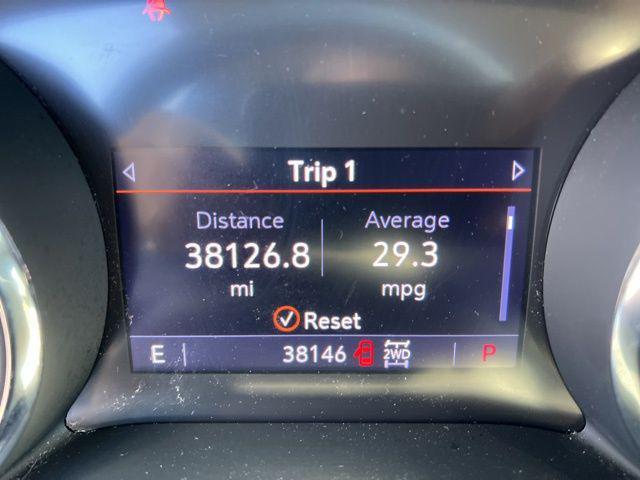 Trip 1
Distance Average
38126.8 29.3
mi mpg
Reset
E 38146 2WD P